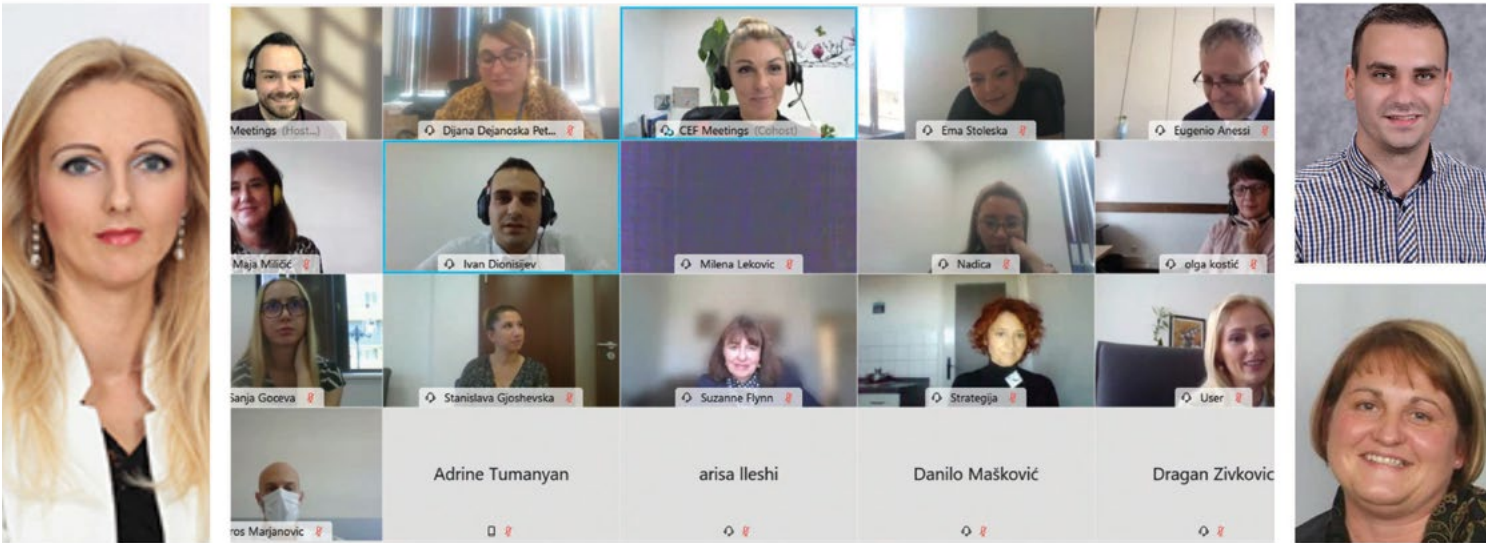 Meetings (Host...)
Dijana Dejanoska Pet...
CEF Meetings (Cohost)
Ema Stoleska
Eugenio Anessi
Maja Miličić
Ivan Dionisijev
Milena Lekovic
Nadica
olga kostić
Sanja Goceva
Stanislava Gjoshevska
Suzanne Flynn
Strategija
User
ros Marjanovic
Adrine Tumanyan
arisa lleshi
Danilo Mašković
Dragan Zivkovic